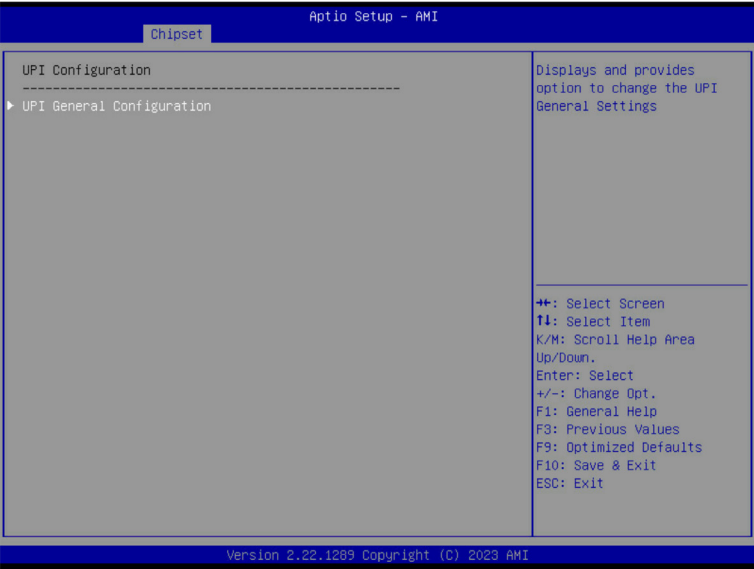 Aptio Setup – AMI
Chipset
UPI Configuration
--------------------------------------------------
▶ UPI General Configuration
Displays and provides
option to change the UPI
General Settings
→←: Select Screen
↑↓: Select Item
K/M: Scroll Help Area
Up/Down.
Enter: Select
+/-: Change Opt.
F1: General Help
F3: Previous Values
F9: Optimized Defaults
F10: Save & Exit
ESC: Exit
Version 2.22.1289 Copyright (C) 2023 AMI